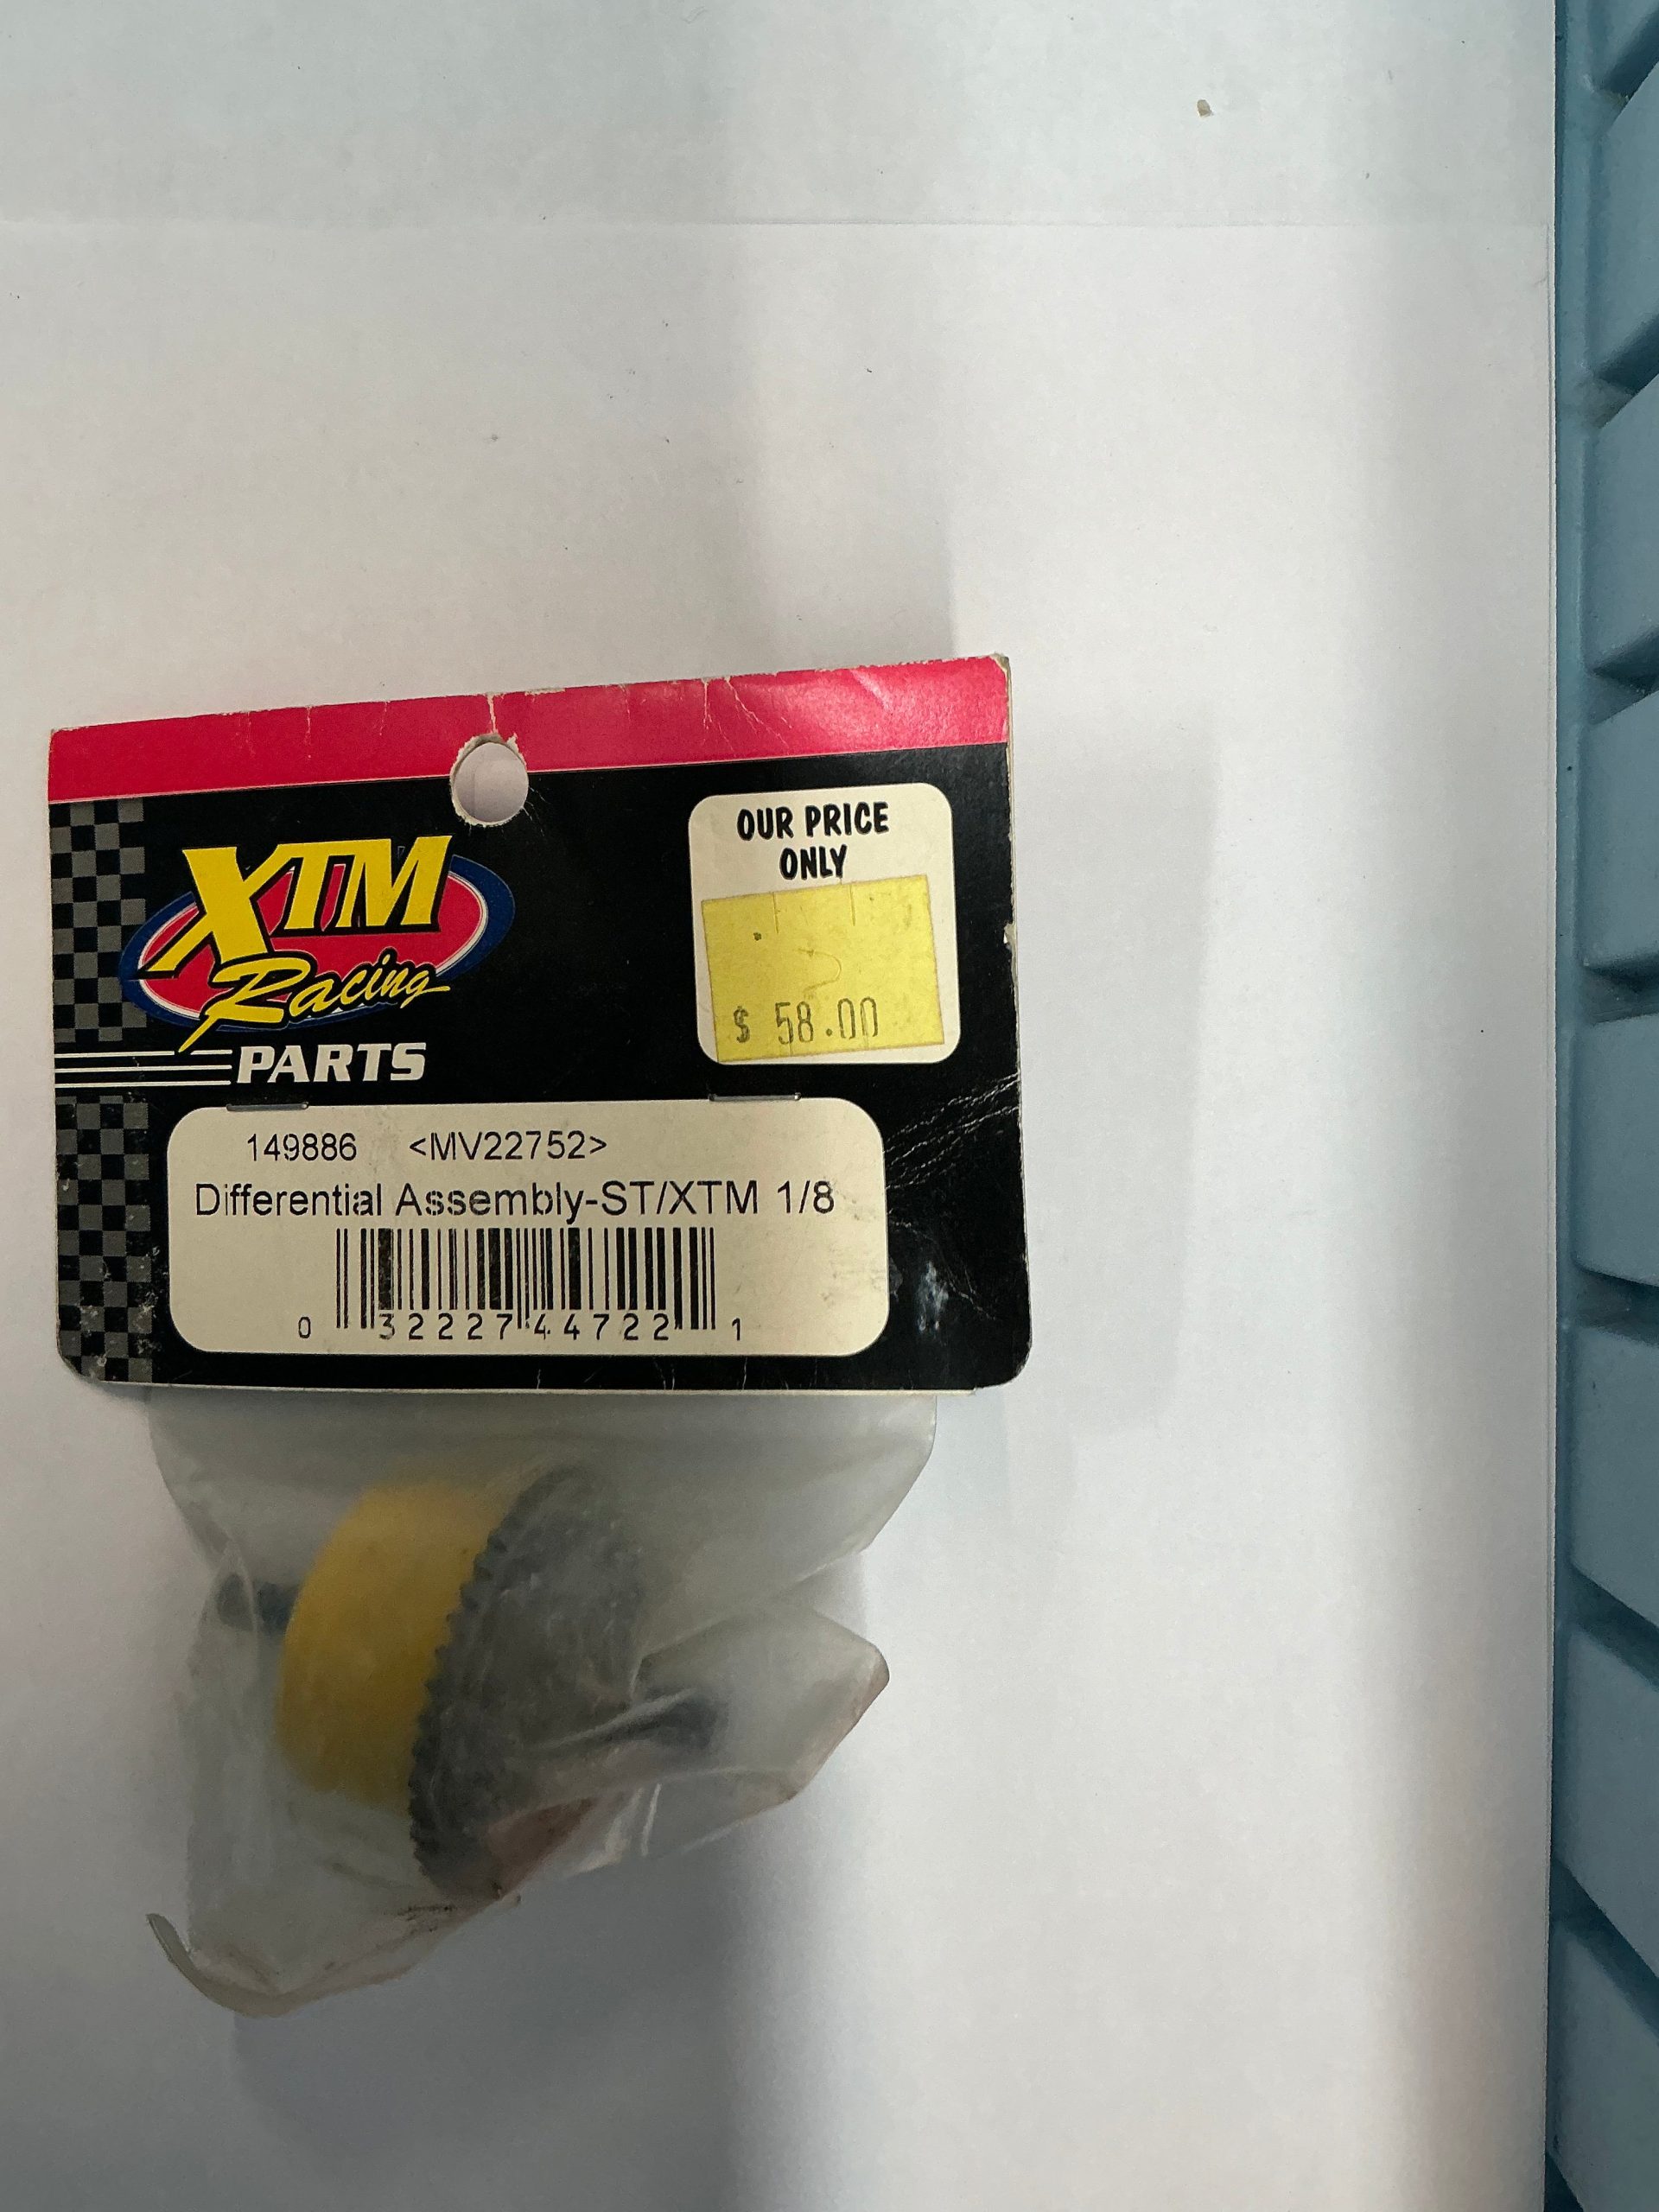 XTM
Racing
PARTS
OUR PRICE
ONLY
$ 58.00
149886 <MV22752>
Differential Assembly-ST/XTM 1/8
0 32227 44722 1